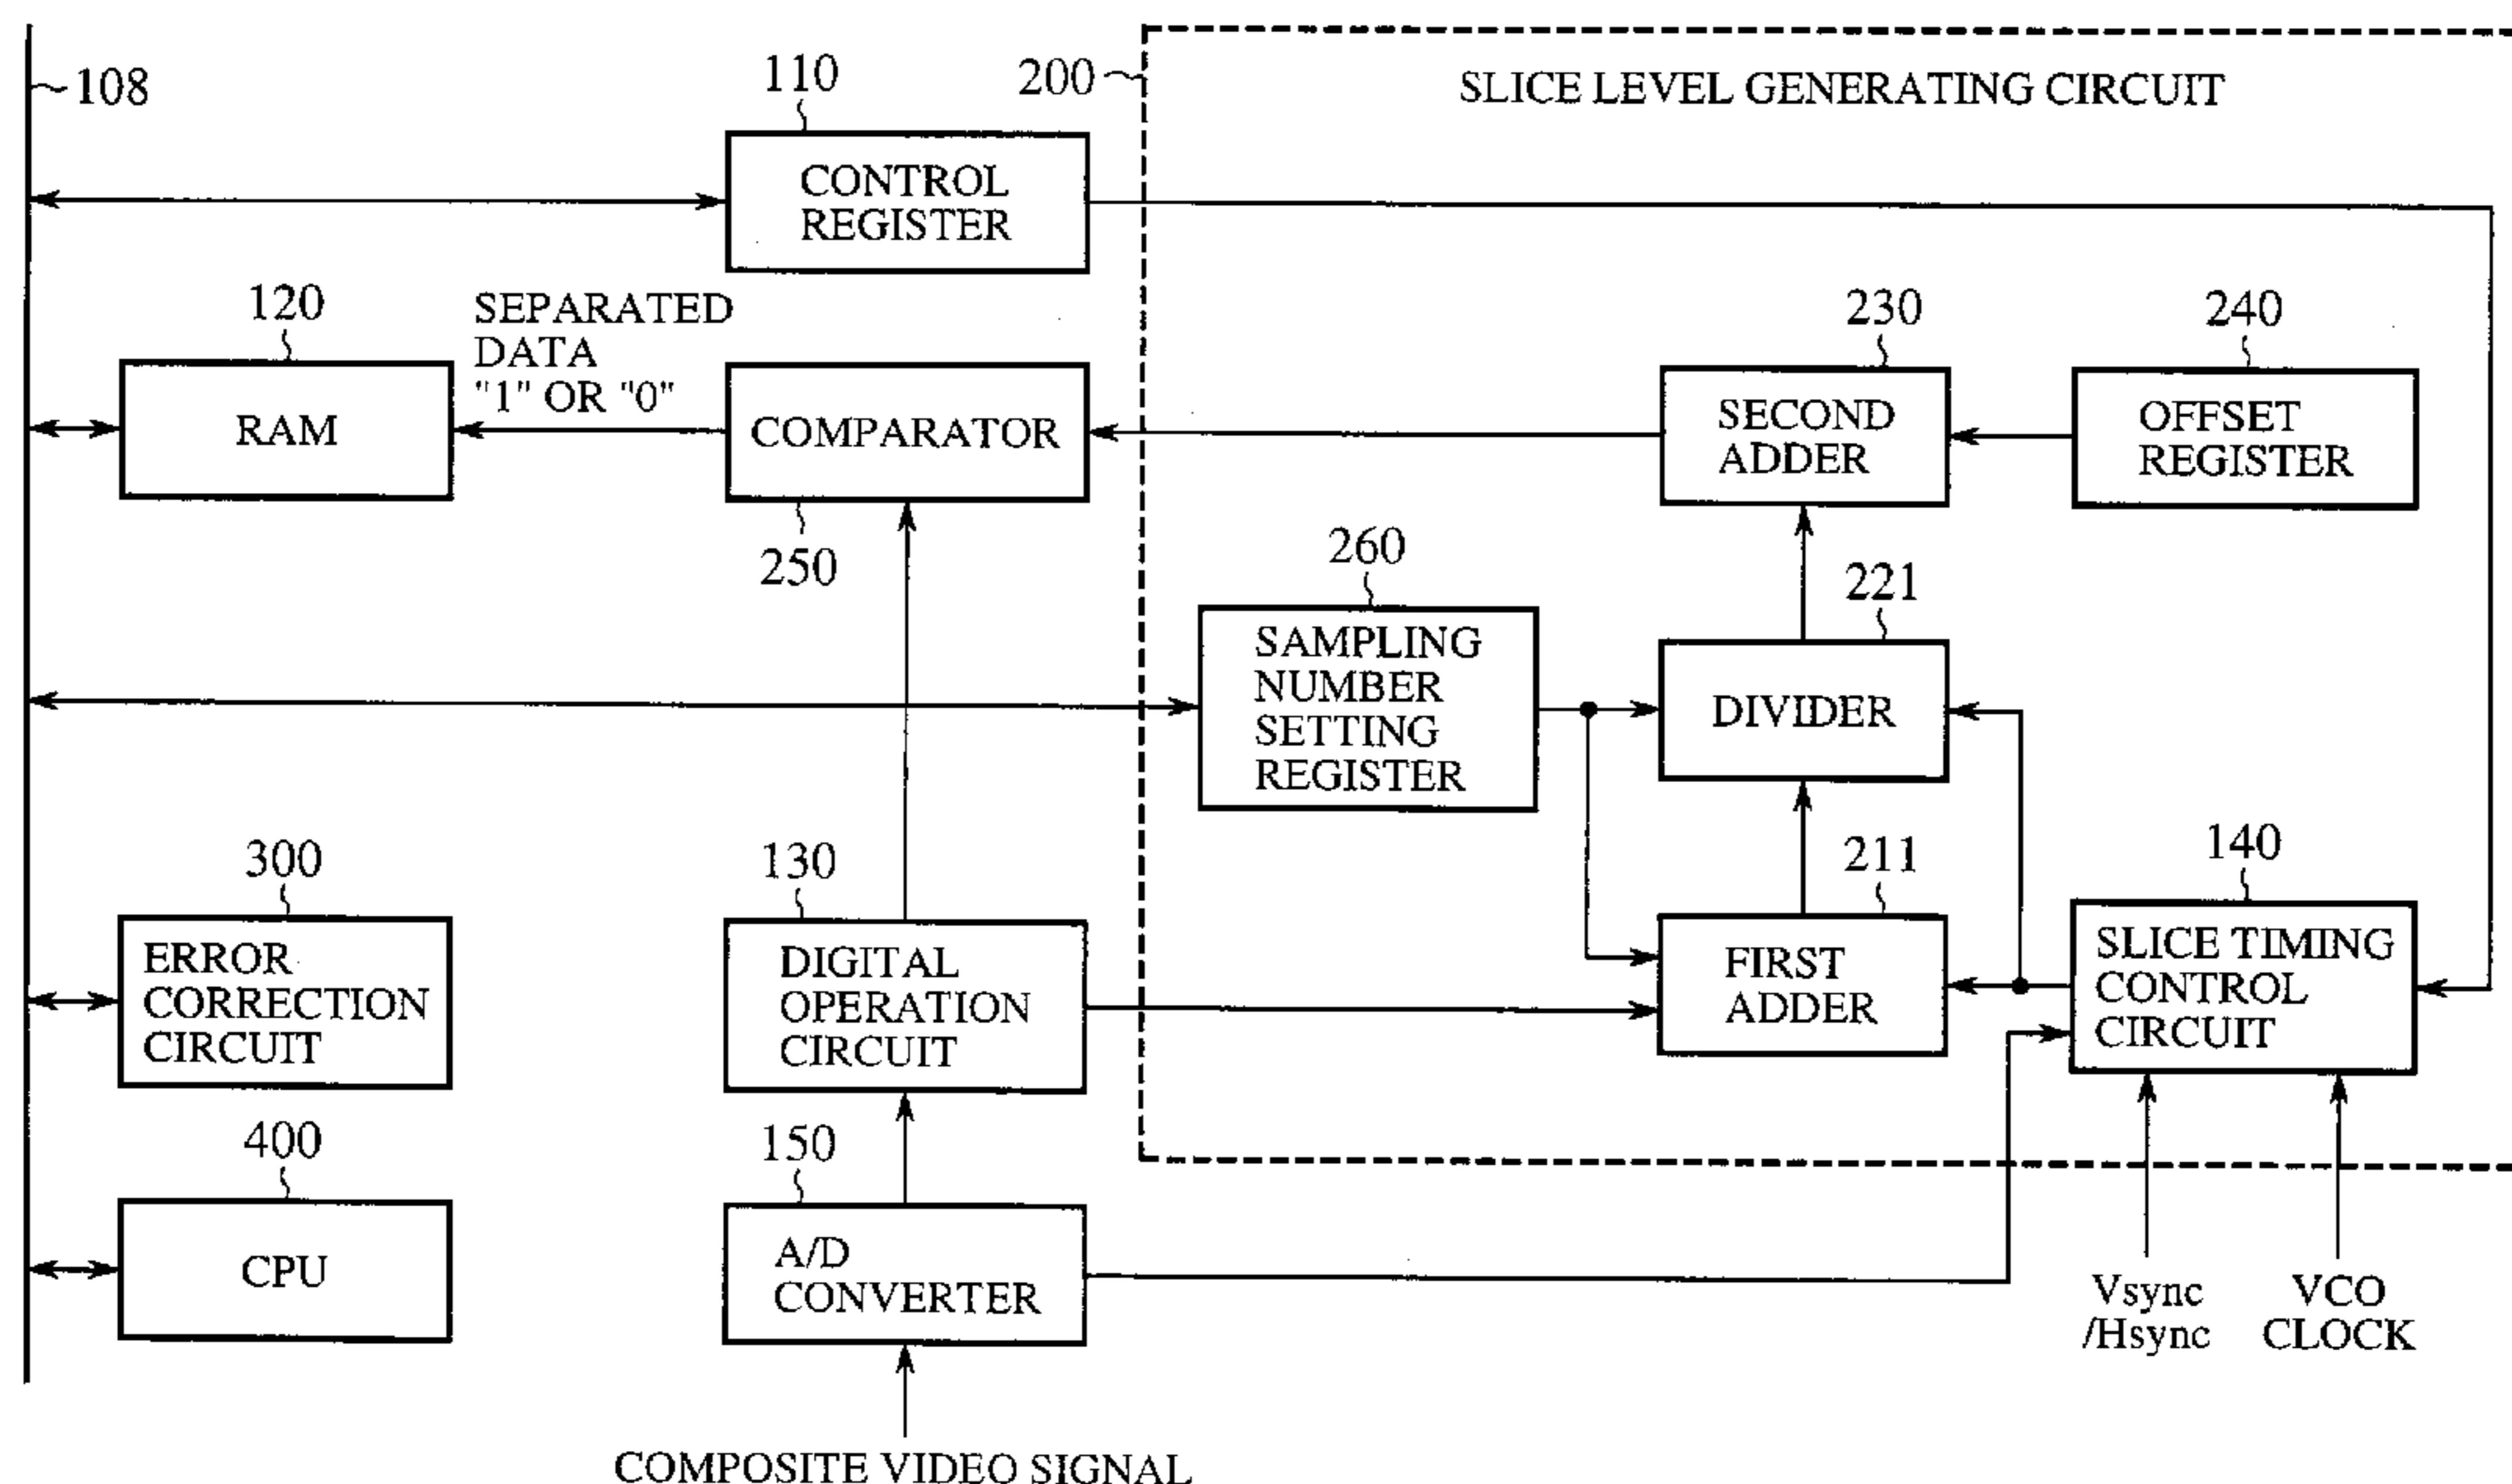 108
110
200
SLICE LEVEL GENERATING CIRCUIT
CONTROL
REGISTER
120
SEPARATED
DATA
"1" OR "0"
230
240
RAM
COMPARATOR
SECOND
ADDER
OFFSET
REGISTER
250
260
221
SAMPLING
NUMBER
SETTING
REGISTER
DIVIDER
300
130
211
140
ERROR
CORRECTION
CIRCUIT
DIGITAL
OPERATION
CIRCUIT
FIRST
ADDER
SLICE TIMING
CONTROL
CIRCUIT
400
150
CPU
A/D
CONVERTER
Vsync
/Hsync
VCO
CLOCK
COMPOSITE VIDEO SIGNAL